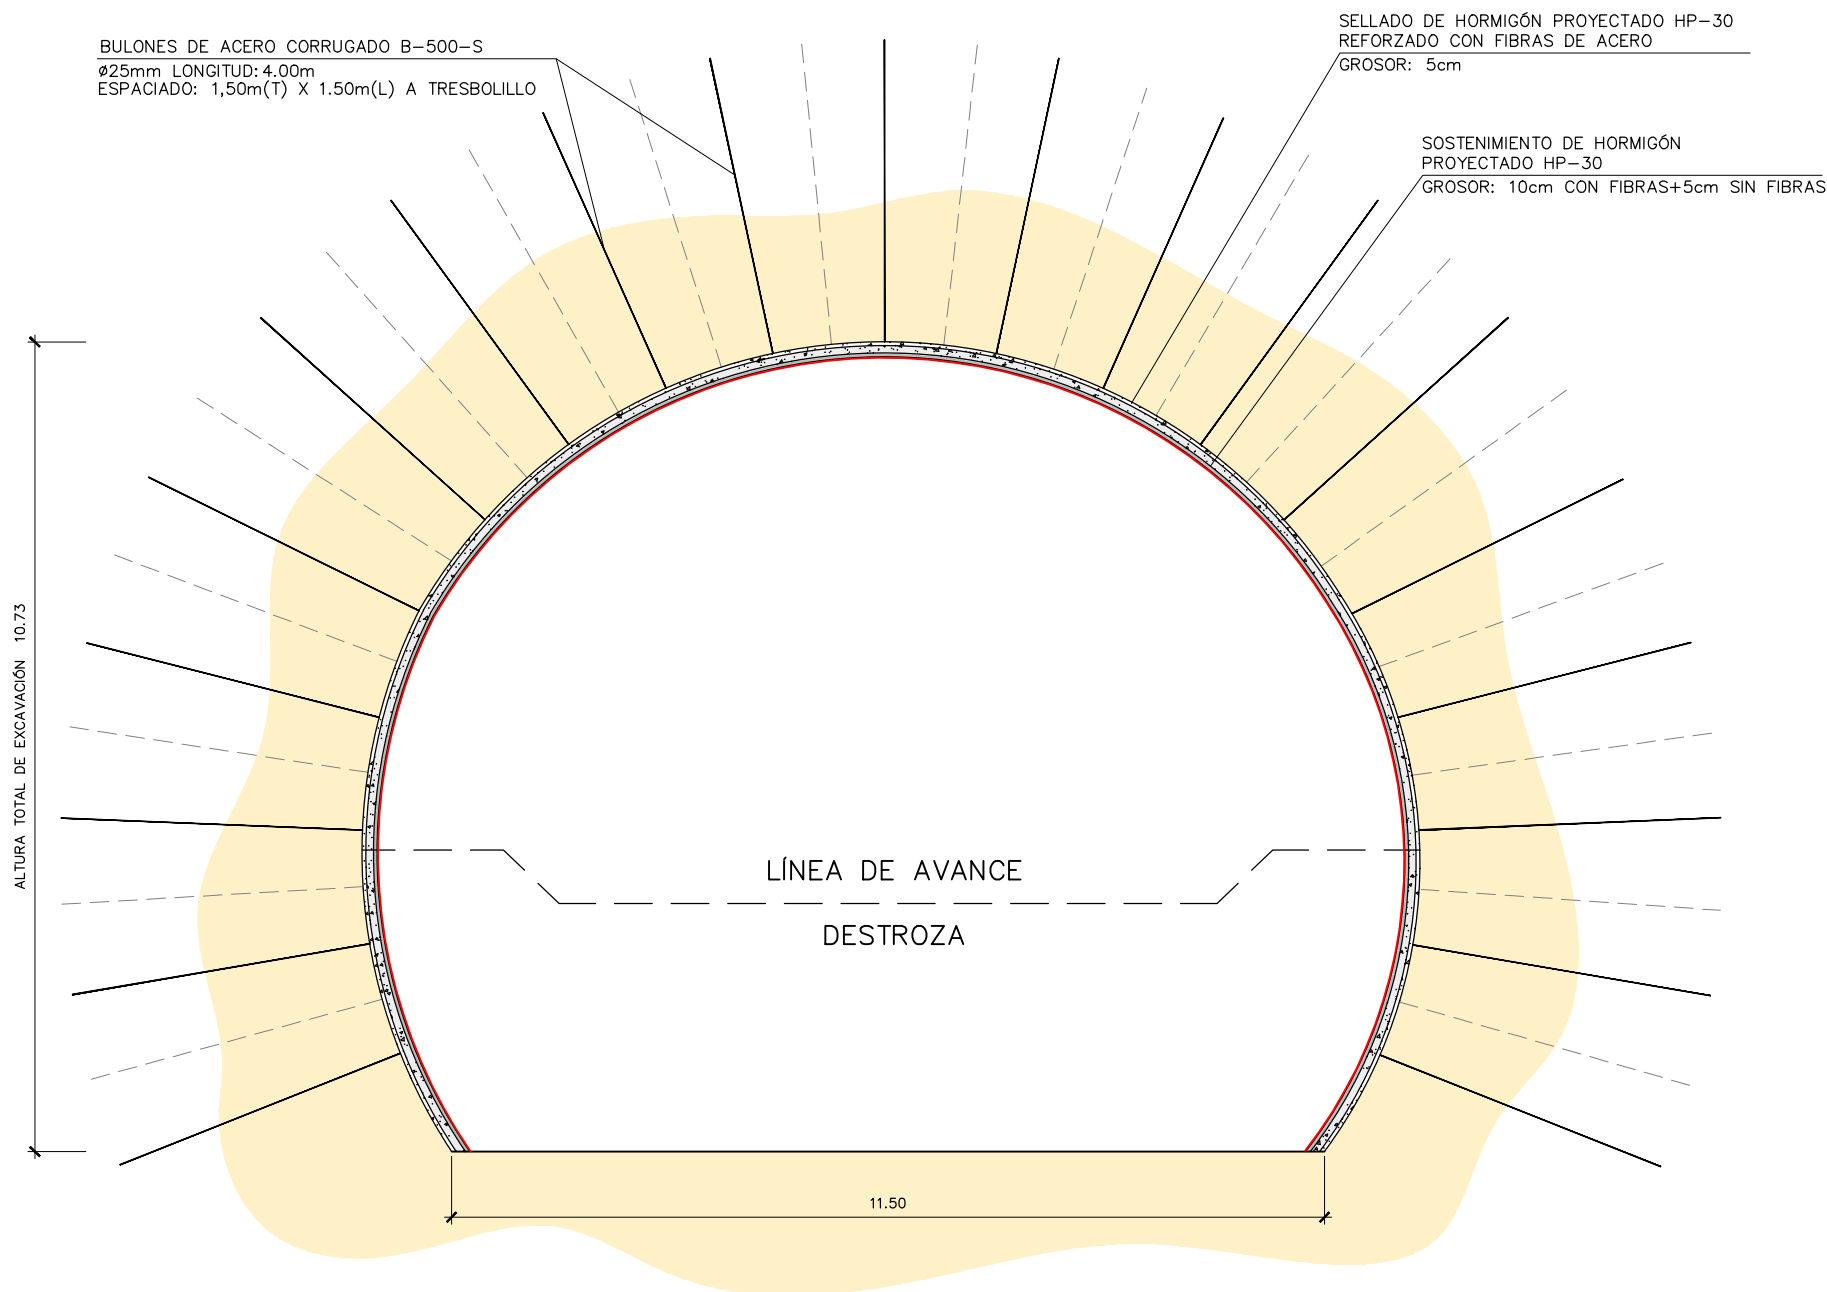 BULONES DE ACERO CORRUGADO B-500-S
ø25mm LONGITUD: 4.00m
ESPACIADO: 1,50m(T) X 1.50m(L) A TRESBOLILLO
SELLADO DE HORMIGÓN PROYECTADO HP-30
REFORZADO CON FIBRAS DE ACERO
GROSOR: 5cm
SOSTENIMIENTO DE HORMIGÓN
PROYECTADO HP-30
GROSOR: 10cm CON FIBRAS+5cm SIN FIBRAS
ALTURA TOTAL DE EXCAVACIÓN 10.73
LÍNEA DE AVANCE
DESTROZA
11.50